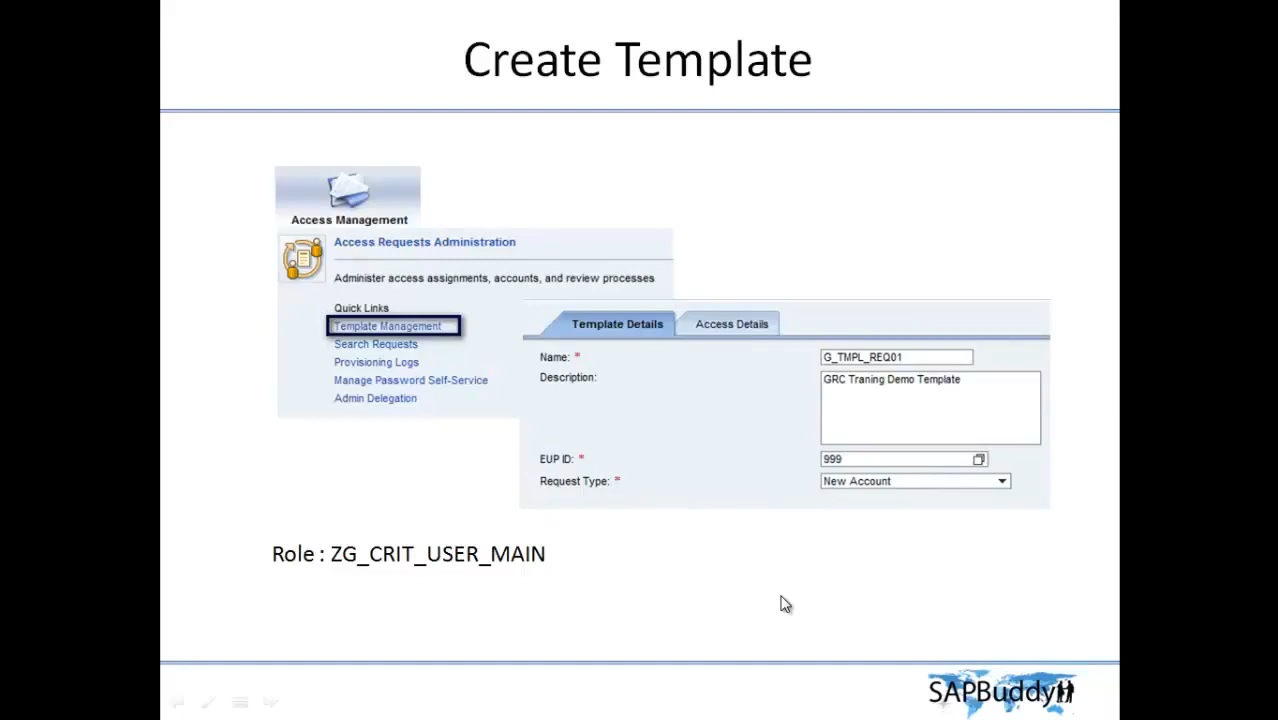 Create Template
Access Management
Access Requests Administration
Administer access assignments, accounts, and review processes
Quick Links
Template Management
Search Requests
Provisioning Logs
Manage Password Self-Service
Admin Delegation
Template Details
Access Details
Name: *
G_TMPL_REQ01
Description:
GRC Traning Demo Template
EUP ID: *
999
Request Type: *
New Account
Role : ZG_CRIT_USER_MAIN
SAPBuddy